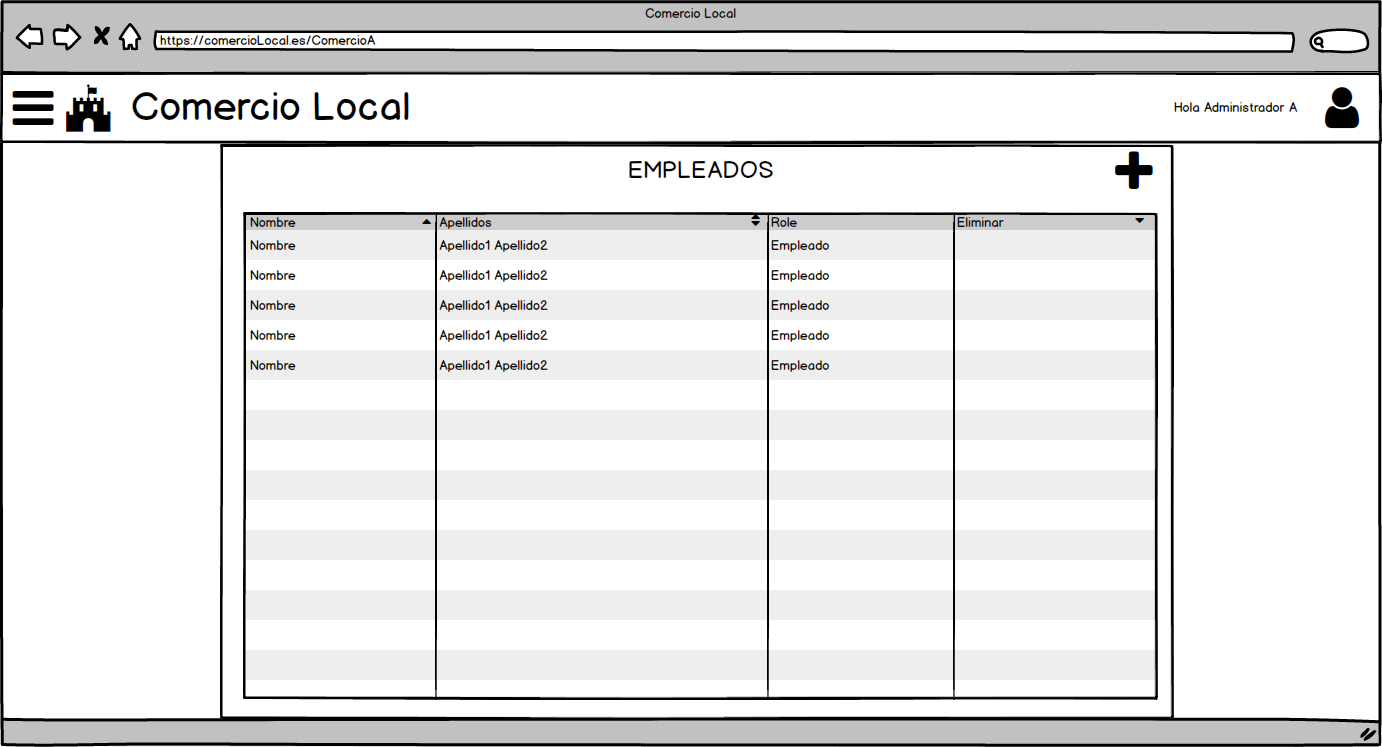 Comercio Local
https://comercioLocal.es/ComercioA
Comercio Local
Hola Administrador A
EMPLEADOS
Nombre Apellidos Role Eliminar
Nombre Apellido1 Apellido2 Empleado
Nombre Apellido1 Apellido2 Empleado
Nombre Apellido1 Apellido2 Empleado
Nombre Apellido1 Apellido2 Empleado
Nombre Apellido1 Apellido2 Empleado